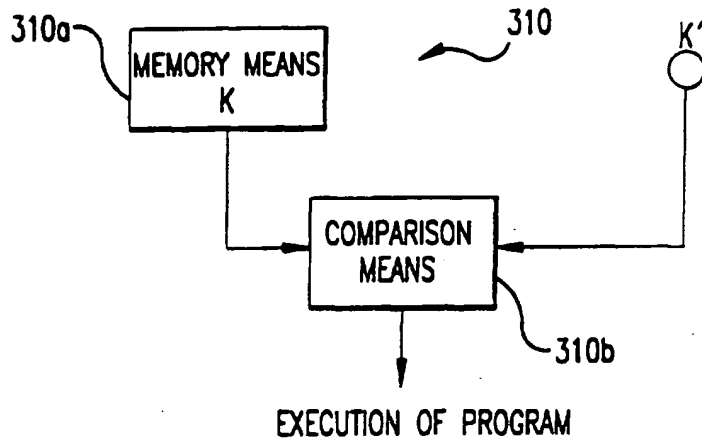 310a
MEMORY MEANS
K
310
K'
COMPARISON
MEANS
310b
EXECUTION OF PROGRAM